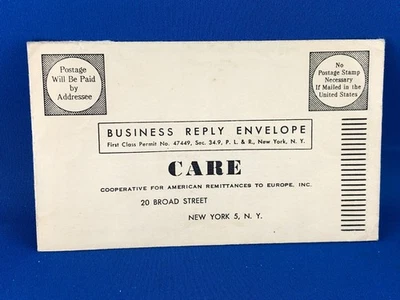 Postage
Will Be Paid
by
Addressee
No
Postage Stamp
Necessary
If Mailed in the
United States
BUSINESS REPLY ENVELOPE
First Class Permit No. 47449, Sec. 34.9, P. L. & R., New York, N. Y.
CARE
COOPERATIVE FOR AMERICAN REMITTANCES TO EUROPE, INC.
20 BROAD STREET
NEW YORK 5, N. Y.